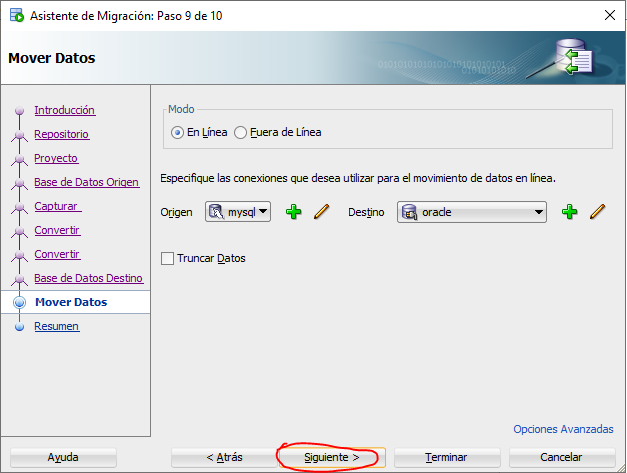 Asistente de Migración: Paso 9 de 10
Mover Datos
010101010101010101010101
0101010101010
Introducción
Repositorio
Proyecto
Base de Datos Origen
Capturar
Convertir
Convertir
Base de Datos Destino
Mover Datos
Resumen
Modo
En Línea Fuera de Línea
Especifique las conexiones que desea utilizar para el movimiento de datos en línea.
Origen mysql Destino oracle
Truncar Datos
Opciones Avanzadas
Ayuda < Atrás Siguiente > Terminar Cancelar